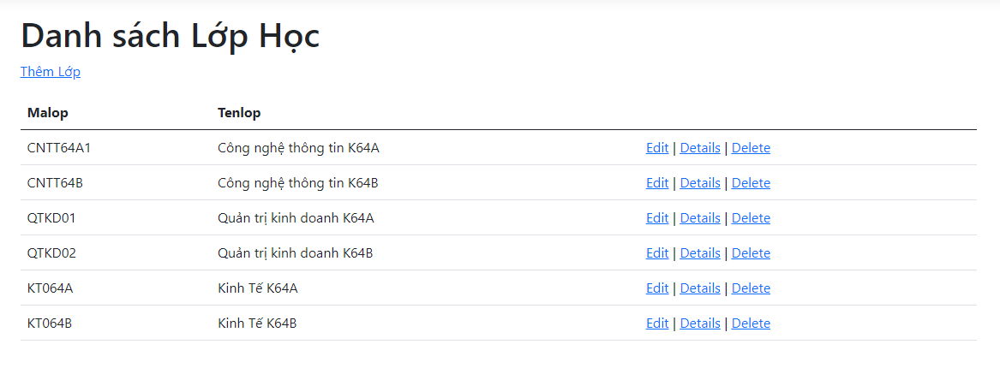 Danh sách Lớp Học
Thêm Lớp
Malop Tenlop
CNTT64A1 Công nghệ thông tin K64A Edit | Details | Delete
CNTT64B Công nghệ thông tin K64B Edit | Details | Delete
QTKD01 Quản trị kinh doanh K64A Edit | Details | Delete
QTKD02 Quản trị kinh doanh K64B Edit | Details | Delete
KT064A Kinh Tế K64A Edit | Details | Delete
KT064B Kinh Tế K64B Edit | Details | Delete